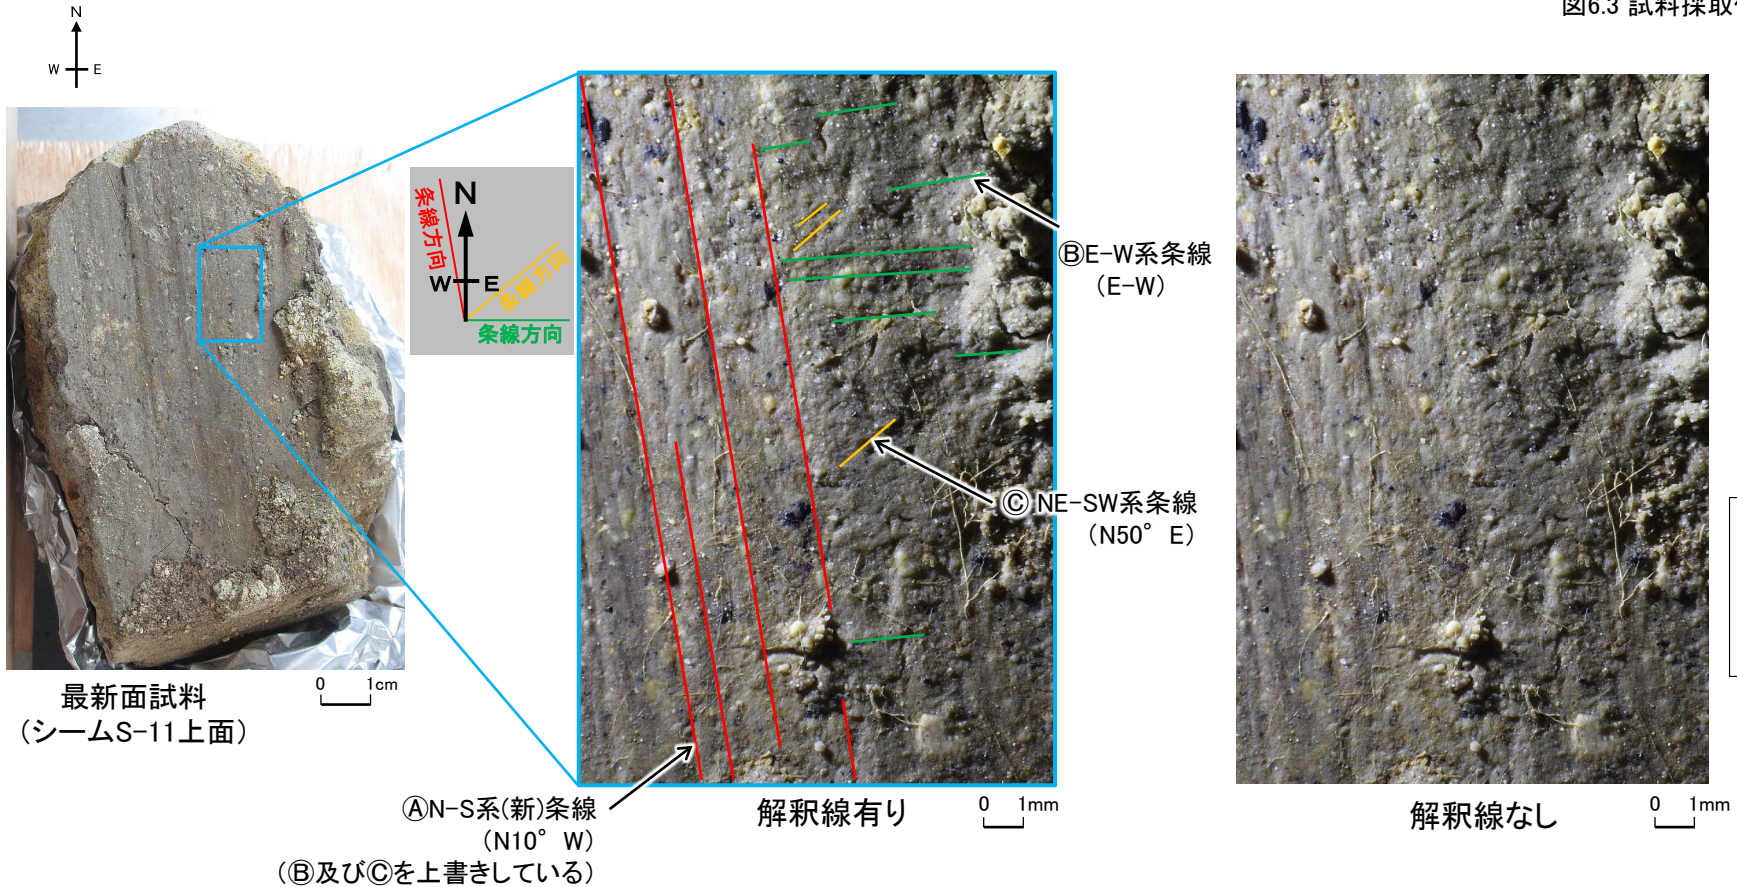 図6.3 試料採取
N
W E
条線方向
N
W E
条線方向
条線方向
ⒷE-W系条線
(E-W)
Ⓒ NE-SW系条線
(N50° E)
最新面試料
(シームS-11上面)
0 1cm
ⒶN-S系(新)条線
(N10° W)
(Ⓑ及びⒸを上書きしている)
解釈線有り
0 1mm
解釈線なし
0 1mm